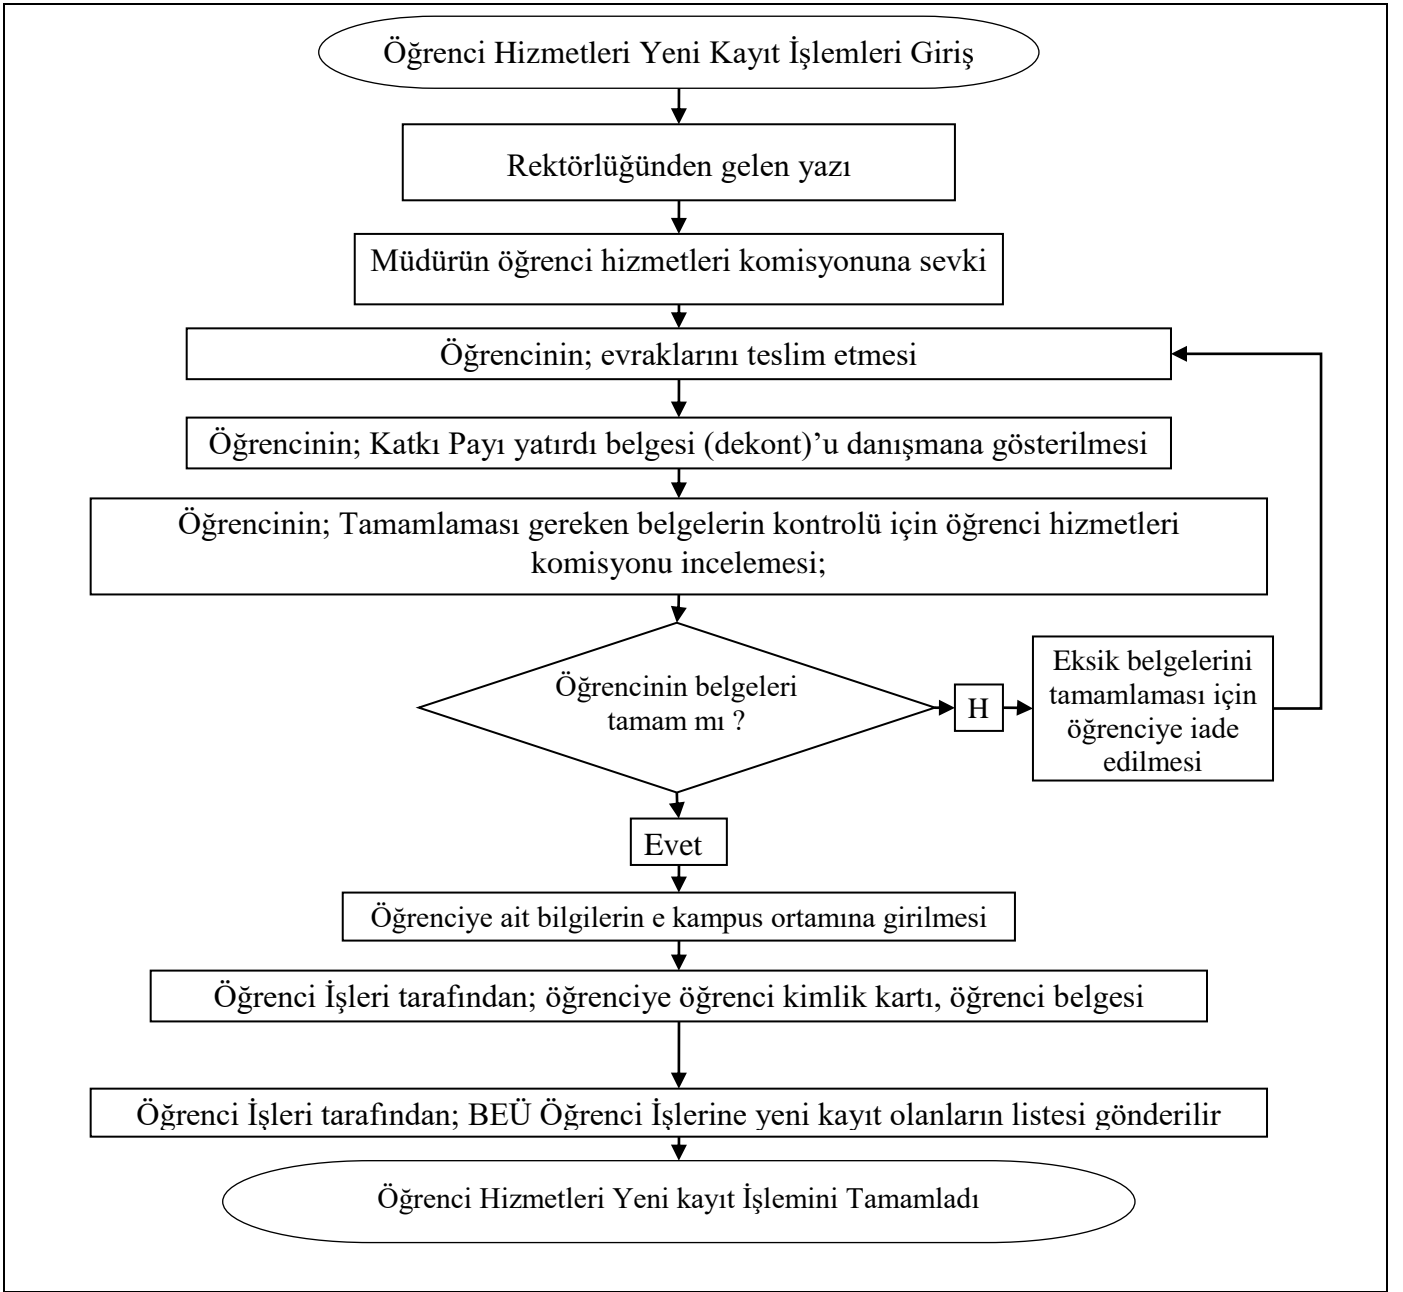 Öğrenci Hizmetleri Yeni Kayıt İşlemleri Giriş
Rektörlüğünden gelen yazı
Müdürün öğrenci hizmetleri komisyonuna sevki
Öğrencinin; evraklarını teslim etmesi
Öğrencinin; Katkı Payı yatırdı belgesi (dekont)’u danışmana gösterilmesi
Öğrencinin; Tamamlaması gereken belgelerin kontrolü için öğrenci hizmetleri
komisyonu incelemesi;
Öğrencinin belgeleri
tamam mı ?
H
Eksik belgelerini
tamamlaması için
öğrenciye iade
edilmesi
Evet
Öğrenciye ait bilgilerin e kampus ortamına girilmesi
Öğrenci İşleri tarafından; öğrenciye öğrenci kimlik kartı, öğrenci belgesi
Öğrenci İşleri tarafından; BEÜ Öğrenci İşlerine yeni kayıt olanların listesi gönderilir
Öğrenci Hizmetleri Yeni kayıt İşlemini Tamamladı